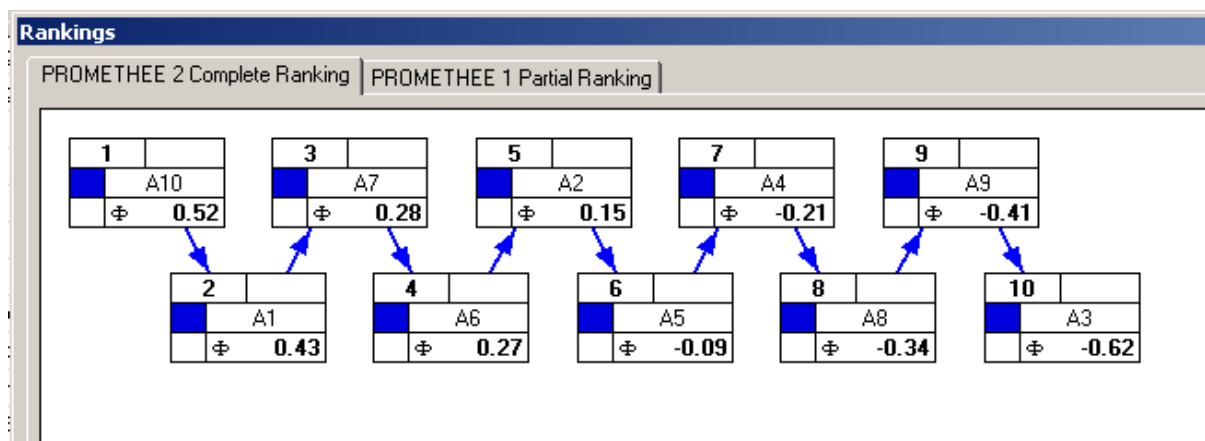 Rankings
PROMETHEE 2 Complete Ranking PROMETHEE 1 Partial Ranking
1 3 5 7 9
A10 A7 A2 A4 A9
Φ 0.52 Φ 0.28 Φ 0.15 Φ -0.21 Φ -0.41
2 4 6 8 10
A1 A6 A5 A8 A3
Φ 0.43 Φ 0.27 Φ -0.09 Φ -0.34 Φ -0.62